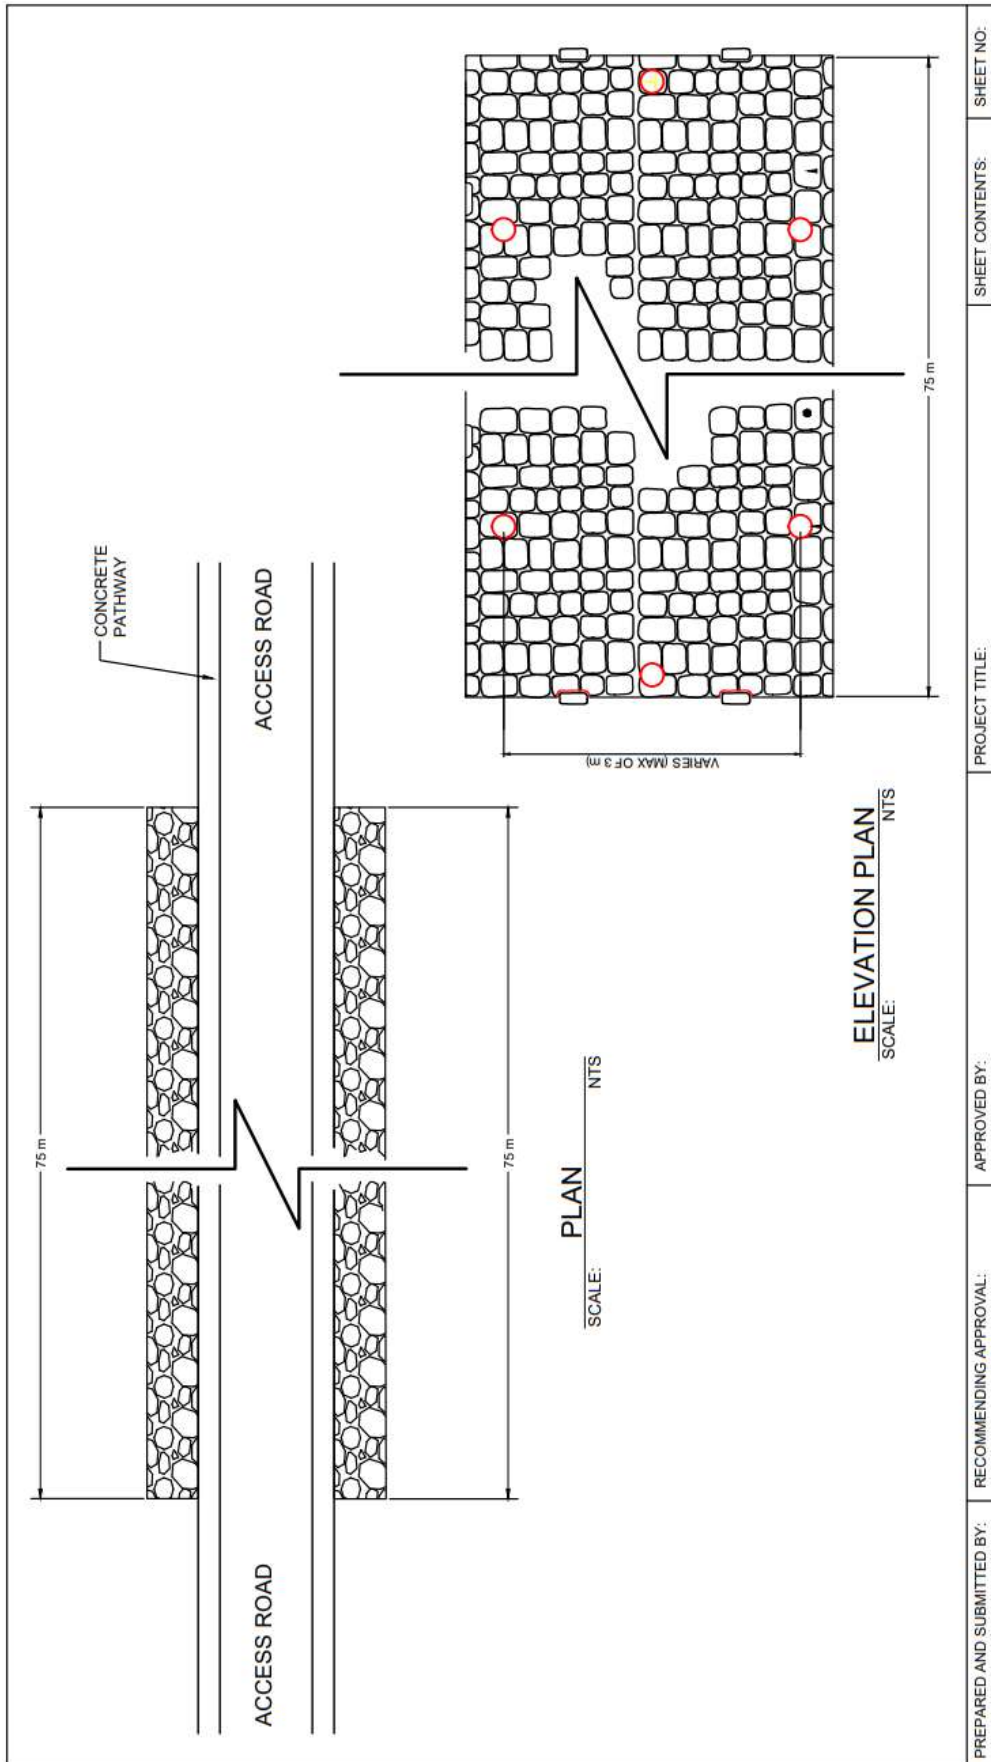 75 m
CONCRETE
PATHWAY
ACCESS ROAD
ACCESS ROAD
75 m
PLAN
SCALE:
NTS
VARIES (MAX OF 3 m)
75 m
ELEVATION PLAN
SCALE:
NTS
PREPARED AND SUBMITTED BY:
RECOMMENDING APPROVAL:
APPROVED BY:
PROJECT TITLE:
SHEET CONTENTS:
SHEET NO: